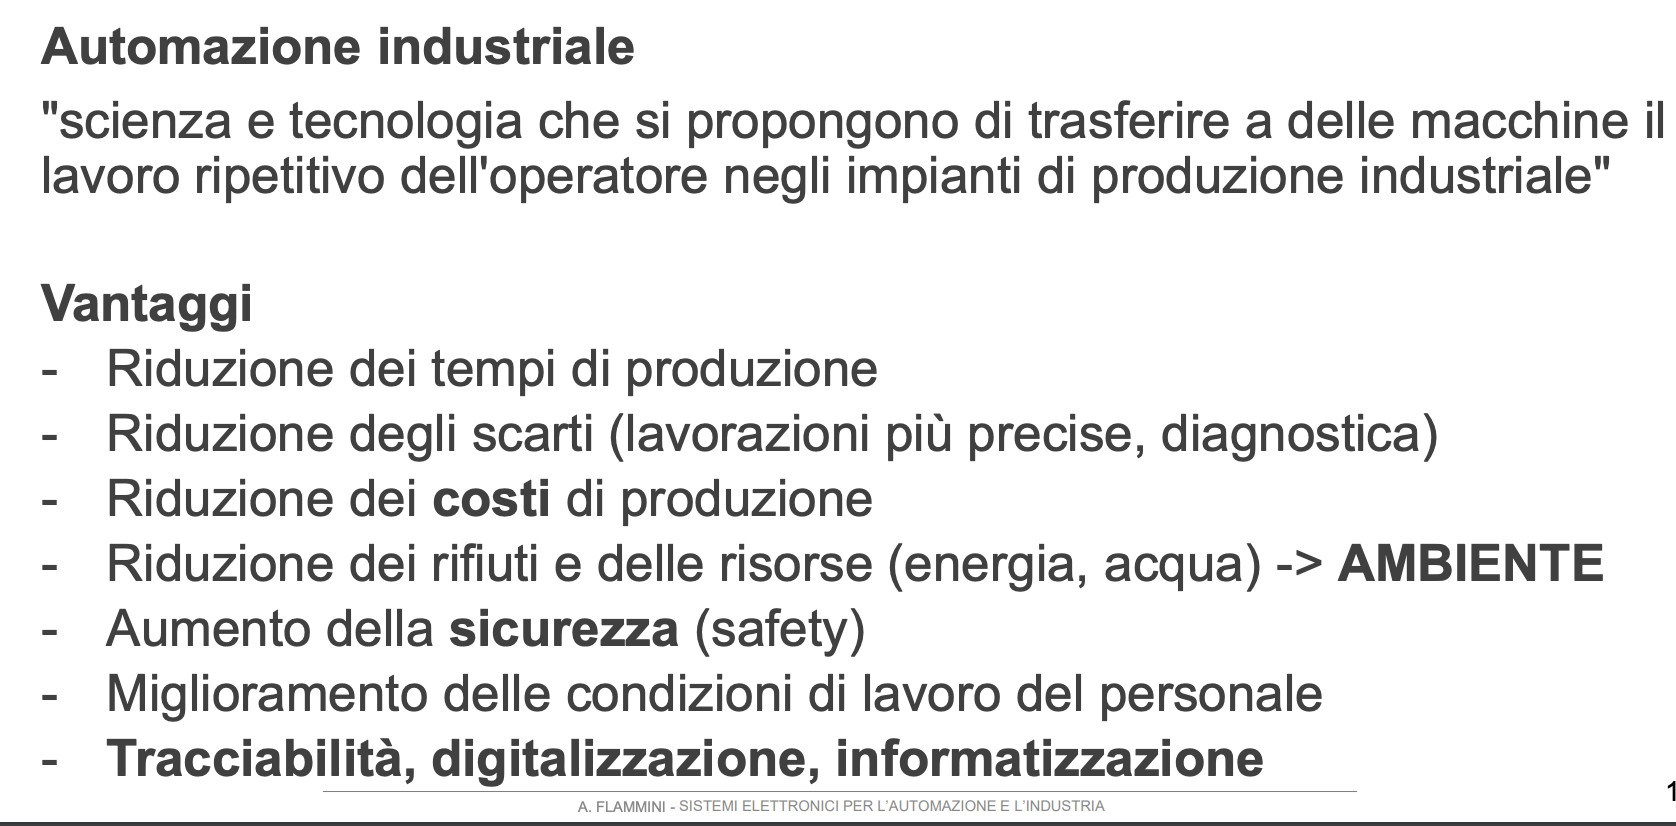 Automazione industriale
"scienza e tecnologia che si propongono di trasferire a delle macchine il
lavoro ripetitivo dell'operatore negli impianti di produzione industriale"
Vantaggi
- Riduzione dei tempi di produzione
- Riduzione degli scarti (lavorazioni più precise, diagnostica)
- Riduzione dei costi di produzione
- Riduzione dei rifiuti e delle risorse (energia, acqua) -> AMBIENTE
- Aumento della sicurezza (safety)
- Miglioramento delle condizioni di lavoro del personale
- Tracciabilità, digitalizzazione, informatizzazione
A. FLAMMINI - SISTEMI ELETTRONICI PER L'AUTOMAZIONE E L'INDUSTRIA
1